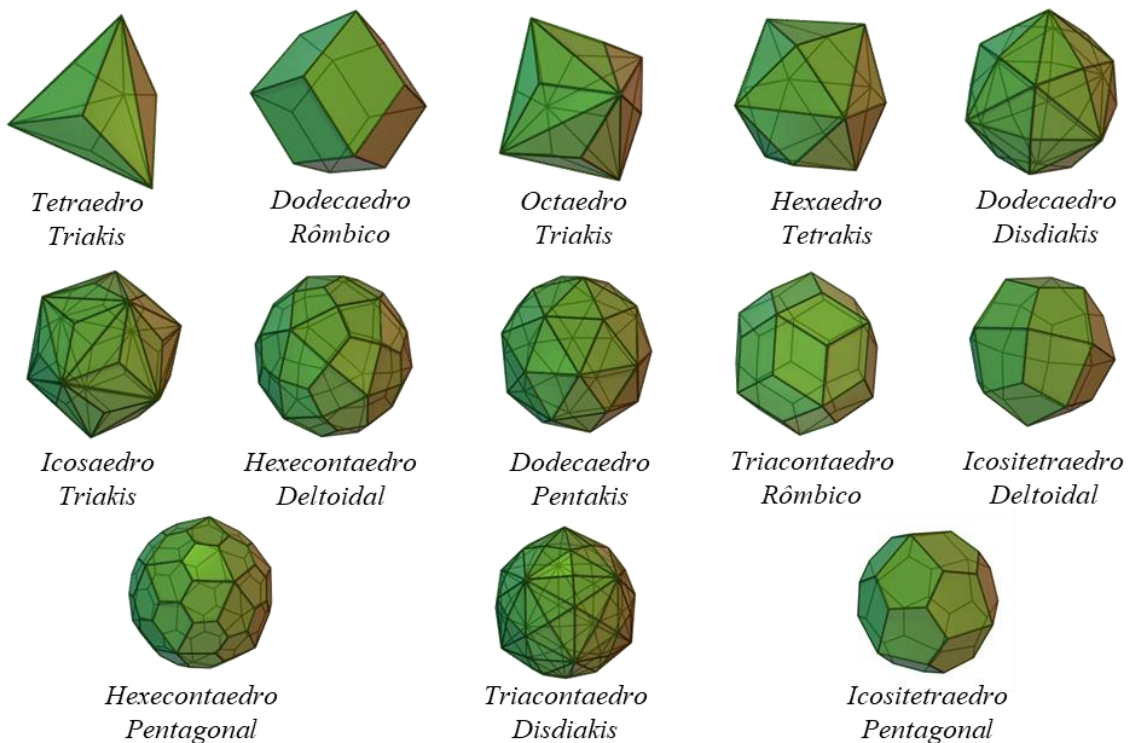 Tetraedro
Triakis
Dodecaedro
Rômbico
Octaedro
Triakis
Hexaedro
Tetrakis
Dodecaedro
Disdiakis
Icosaedro
Triakis
Hexecontaedro
Deltoidal
Dodecaedro
Pentakis
Triacontaedro
Rômbico
Icositetraedro
Deltoidal
Hexecontaedro
Pentagonal
Triacontaedro
Disdiakis
Icositetraedro
Pentagonal